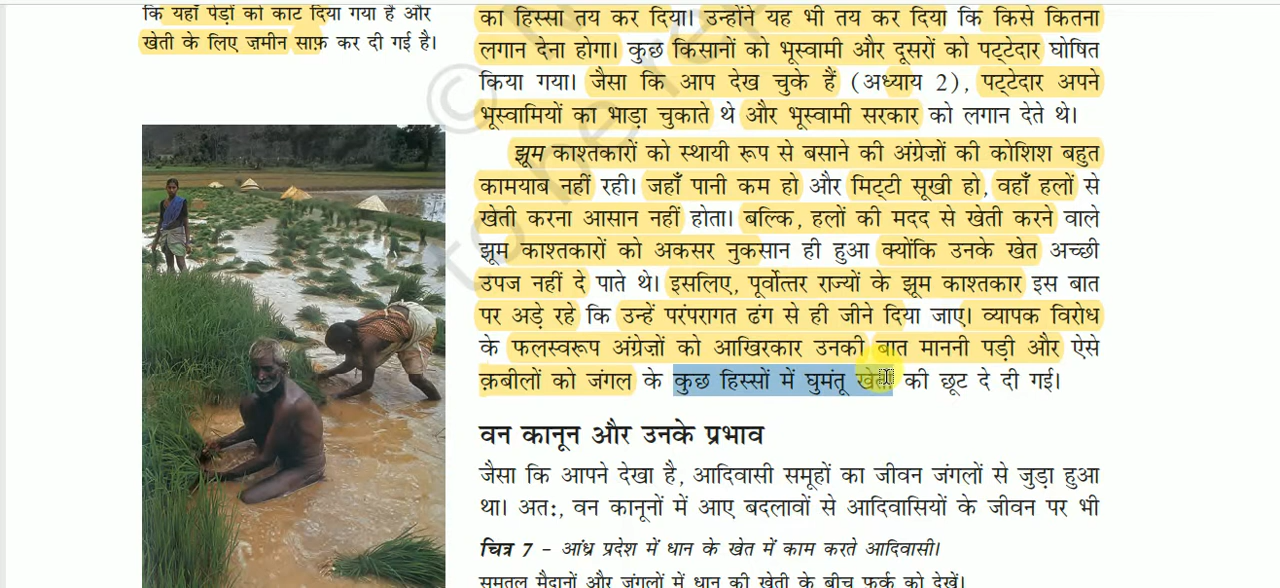 कि यहाँ पेड़ों को काट दिया गया है और
खेती के लिए ज़मीन साफ़ कर दी गई है।
का हिस्सा तय कर दिया। उन्होंने यह भी तय कर दिया कि किसे कितना
लगान देना होगा। कुछ किसानों को भूस्वामी और दूसरों को पट्टेदार घोषित
किया गया। जैसा कि आप देख चुके हैं (अध्याय 2), पट्टेदार अपने
भूस्वामियों का भाड़ा चुकाते थे और भूस्वामी सरकार को लगान देते थे।
झूम काश्तकारों को स्थायी रूप से बसाने की अंग्रेज़ों की कोशिश बहुत
कामयाब नहीं रही। जहाँ पानी कम हो और मिट्टी सूखी हो, वहाँ हलों से
खेती करना आसान नहीं होता। बल्कि, हलों की मदद से खेती करने वाले
झूम काश्तकारों को अकसर नुकसान ही हुआ क्योंकि उनके खेत अच्छी
उपज नहीं दे पाते थे। इसलिए, पूर्वोत्तर राज्यों के झूम काश्तकार इस बात
पर अड़े रहे कि उन्हें परंपरागत ढंग से ही जीने दिया जाए। व्यापक विरोध
के फलस्वरूप अंग्रेज़ों को आखिरकार उनकी बात माननी पड़ी और ऐसे
क़बीलों को जंगल के कुछ हिस्सों में घुमंतू खेती की छूट दे दी गई।
वन कानून और उनके प्रभाव
जैसा कि आपने देखा है, आदिवासी समूहों का जीवन जंगलों से जुड़ा हुआ
था। अतः, वन कानूनों में आए बदलावों से आदिवासियों के जीवन पर भी
चित्र 7 – आंध्र प्रदेश में धान के खेत में काम करते आदिवासी।
समतल मैदानों और जंगलों में धान की खेती के बीच फ़र्क को देखें।